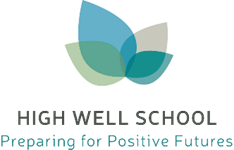 HIGH WELL SCHOOL
Preparing for Positive Futures